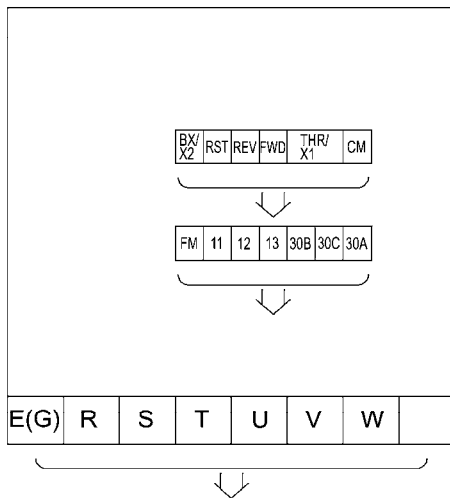 BX/X2 RST REV FWD THR/X1 CM
FM 11 12 13 30B 30C 30A
E(G) R S T U V W